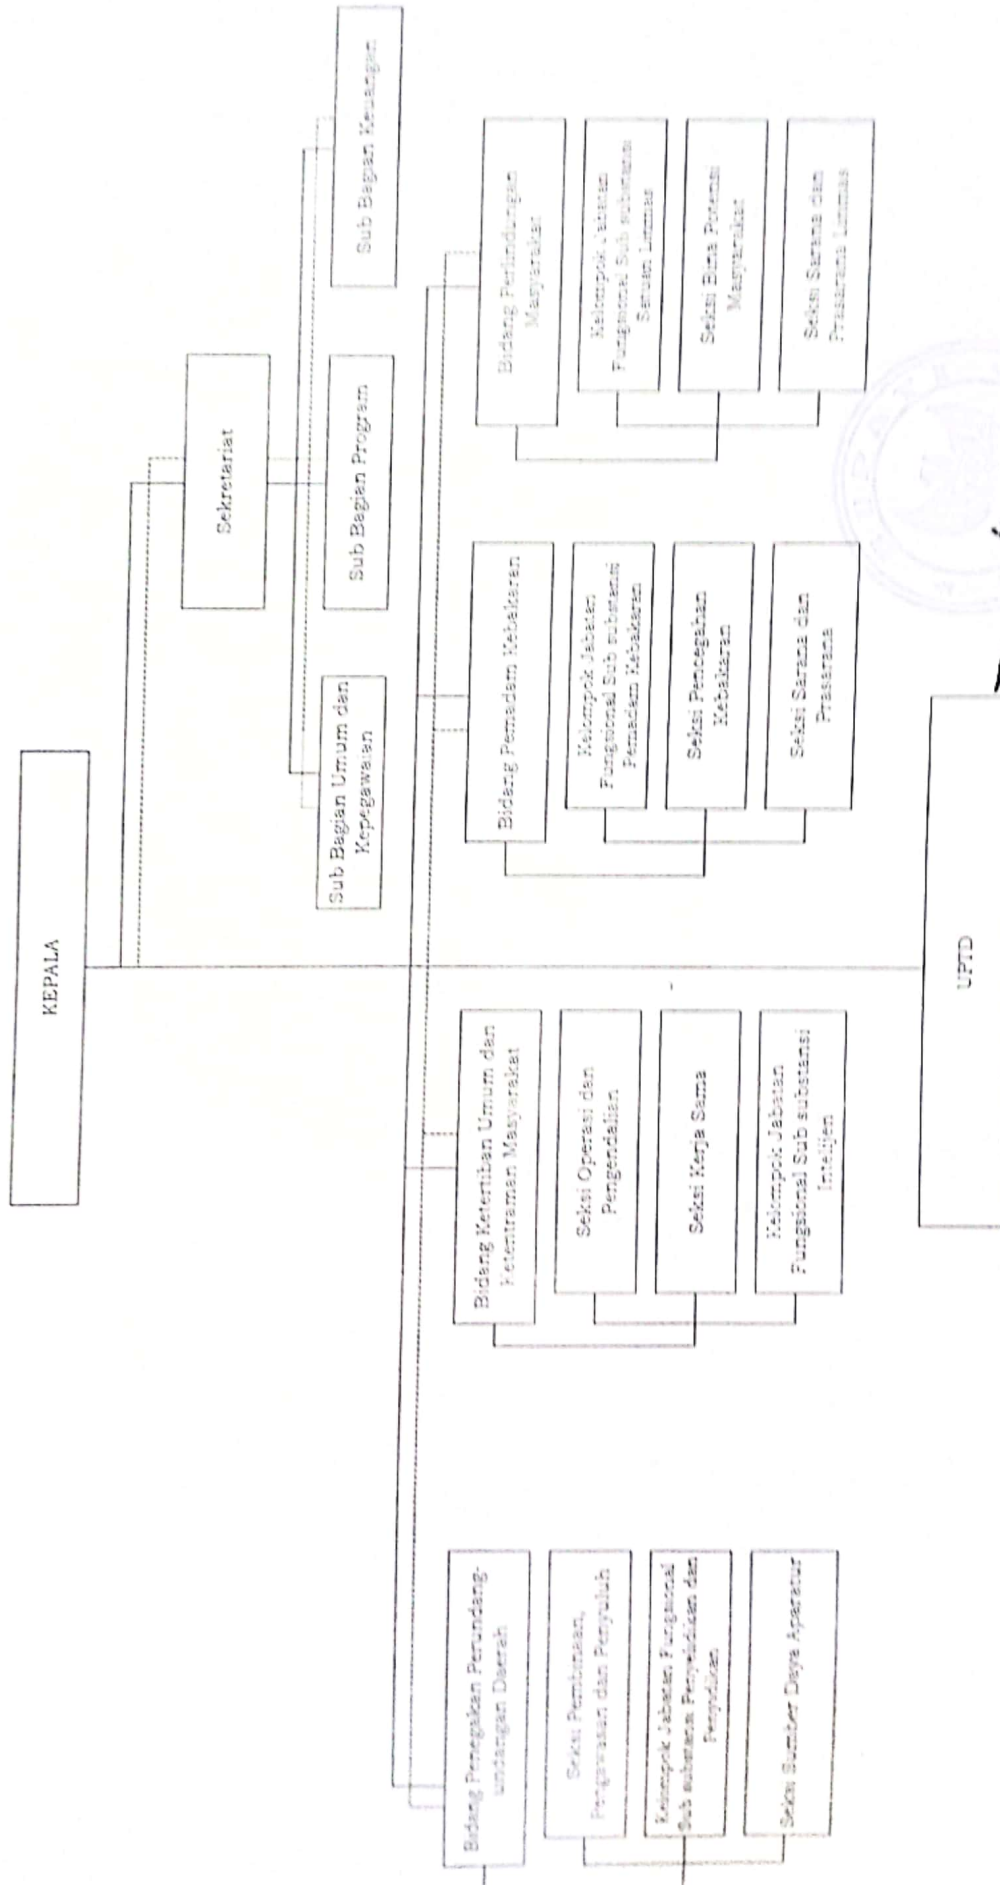 KEPALA
Sekretariat
Sub Bagian Umum dan
Kepegawaian
Sub Bagian Program
Sub Bagian Keuangan
Bidang Penegakan Perundang-
undangan Daerah
Seksi Pembinaan,
Pengawasan dan Penyuluh
Kelompok Jabatan Fungsional
Sub substansi Penyelidikan dan
Penyidikan
Seksi Sumber Daya Aparatur
Bidang Ketertiban Umum dan
Ketentraman Masyarakat
Seksi Operasi dan
Pengendalian
Seksi Kerja Sama
Kelompok Jabatan
Fungsional Sub substansi
Intelijen
Bidang Pemadam Kebakaran
Kelompok Jabatan
Fungsional Sub substansi
Pemadam Kebakaran
Seksi Pencegahan
Kebakaran
Seksi Sarana dan
Prasarana
Bidang Perlindungan
Masyarakat
Kelompok Jabatan
Fungsional Sub substansi
Satuan Linmas
Seksi Bina Potensi
Masyarakat
Seksi Sarana dan
Prasarana Linmas
UPTD